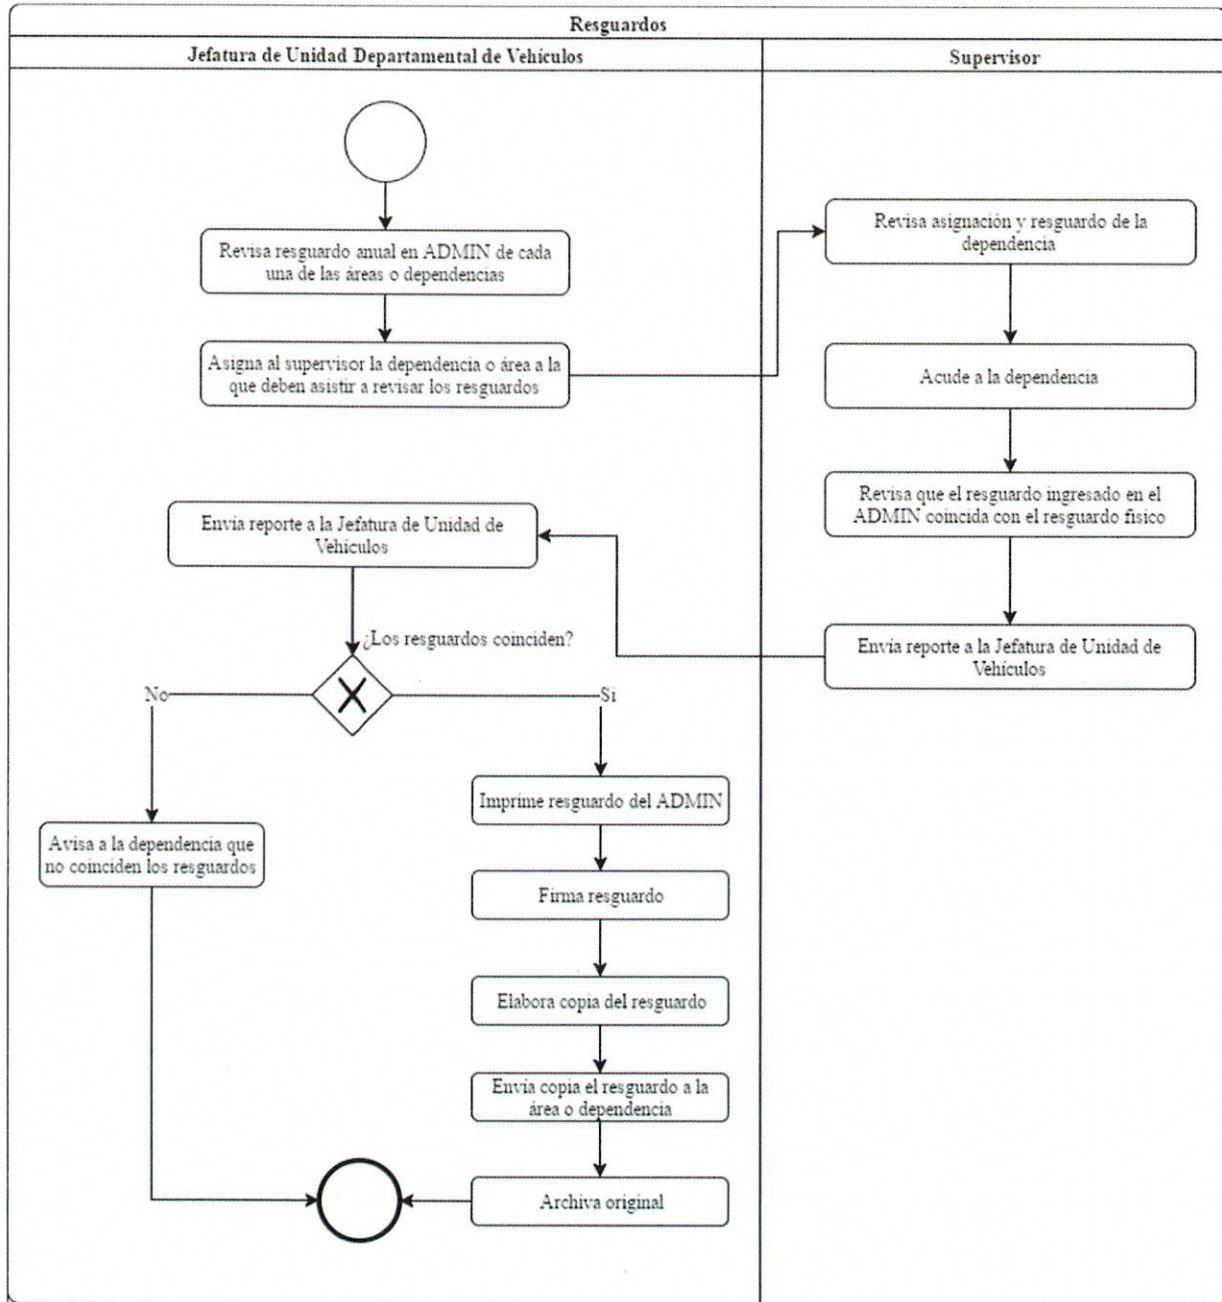 Resguardos
Jefatura de Unidad Departamental de Vehículos
Supervisor
Revisa resguardo anual en ADMIN de cada
una de las áreas o dependencias
Asigna al supervisor la dependencia o área a la
que deben asistir a revisar los resguardos
Revisa asignación y resguardo de la
dependencia
Acude a la dependencia
Revisa que el resguardo ingresado en el
ADMIN coincida con el resguardo físico
Envía reporte a la Jefatura de Unidad de
Vehículos
Envía reporte a la Jefatura de Unidad de
Vehículos
¿Los resguardos coinciden?
No
Si
Avisa a la dependencia que
no coinciden los resguardos
Imprime resguardo del ADMIN
Firma resguardo
Elabora copia del resguardo
Envía copia el resguardo a la
área o dependencia
Archiva original